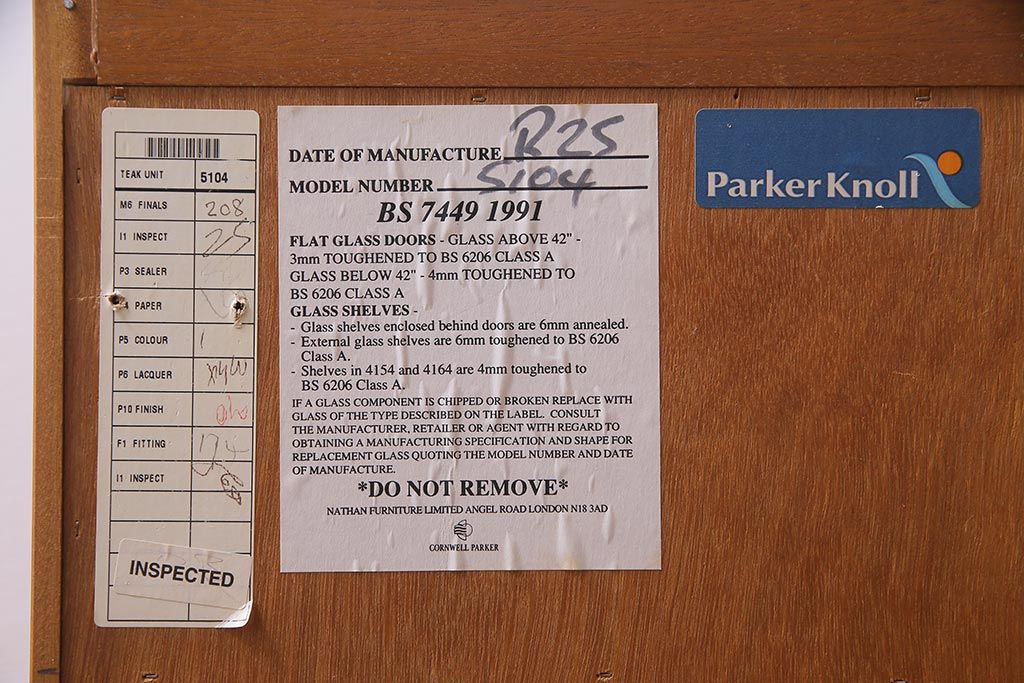 TEAK UNIT 5104
M6 FINALS 208
I1 INSPECT 25
P3 SEALER
PAPER
P5 COLOUR
P6 LACQUER
P10 FINISH
F1 FITTING
I1 INSPECT
INSPECTED
DATE OF MANUFACTURE R25
MODEL NUMBER 5104
BS 7449 1991
FLAT GLASS DOORS - GLASS ABOVE 42" -
3mm TOUGHENED TO BS 6206 CLASS A
GLASS BELOW 42" - 4mm TOUGHENED TO
BS 6206 CLASS A
GLASS SHELVES -
- Glass shelves enclosed behind doors are 6mm annealed.
- External glass shelves are 6mm toughened to BS 6206
Class A.
- Shelves in 4154 and 4164 are 4mm toughened to
BS 6206 Class A.
IF A GLASS COMPONENT IS CHIPPED OR BROKEN REPLACE WITH
GLASS OF THE TYPE DESCRIBED ON THE LABEL. CONSULT
THE MANUFACTURER, RETAILER OR AGENT WITH REGARD TO
OBTAINING A MANUFACTURING SPECIFICATION AND SHAPE FOR
REPLACEMENT GLASS QUOTING THE MODEL NUMBER AND DATE
OF MANUFACTURE.
*DO NOT REMOVE*
NATHAN FURNITURE LIMITED ANGEL ROAD LONDON N18 3AD
CORNWELL PARKER
Parker Knoll